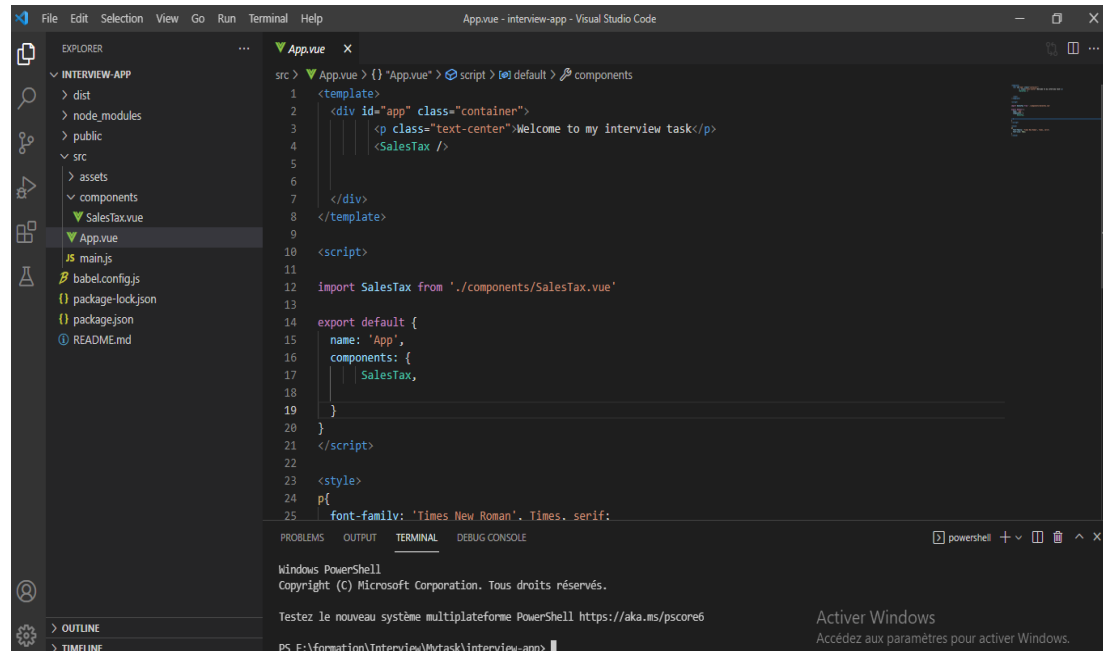 File Edit Selection View Go Run Terminal Help
App.vue - interview-app - Visual Studio Code
EXPLORER
INTERVIEW-APP
> dist
> node_modules
> public
src
> assets
components
SalesTax.vue
App.vue
JS main.js
babel.config.js
{} package-lock.json
{} package.json
README.md
> OUTLINE
> TIMELINE
App.vue ×
src > App.vue > {} "App.vue" > script > default > components
1 <template>
2 <div id="app" class="container">
3 <p class="text-center">Welcome to my interview task</p>
4 <SalesTax />
5
6
7 </div>
8 </template>
9
10 <script>
11
12 import SalesTax from './components/SalesTax.vue'
13
14 export default {
15 name: 'App',
16 components: {
17 SalesTax,
18
19 }
20 }
21 </script>
22
23 <style>
24 p{
25 font-family: 'Times New Roman', Times, serif;
PROBLEMS OUTPUT TERMINAL DEBUG CONSOLE
powershell
Windows PowerShell
Copyright (C) Microsoft Corporation. Tous droits réservés.
Testez le nouveau système multiplateforme PowerShell https://aka.ms/pscore6
PS E:\formation\Interview\Mytask\interview-app>
Activer Windows
Accédez aux paramètres pour activer Windows.